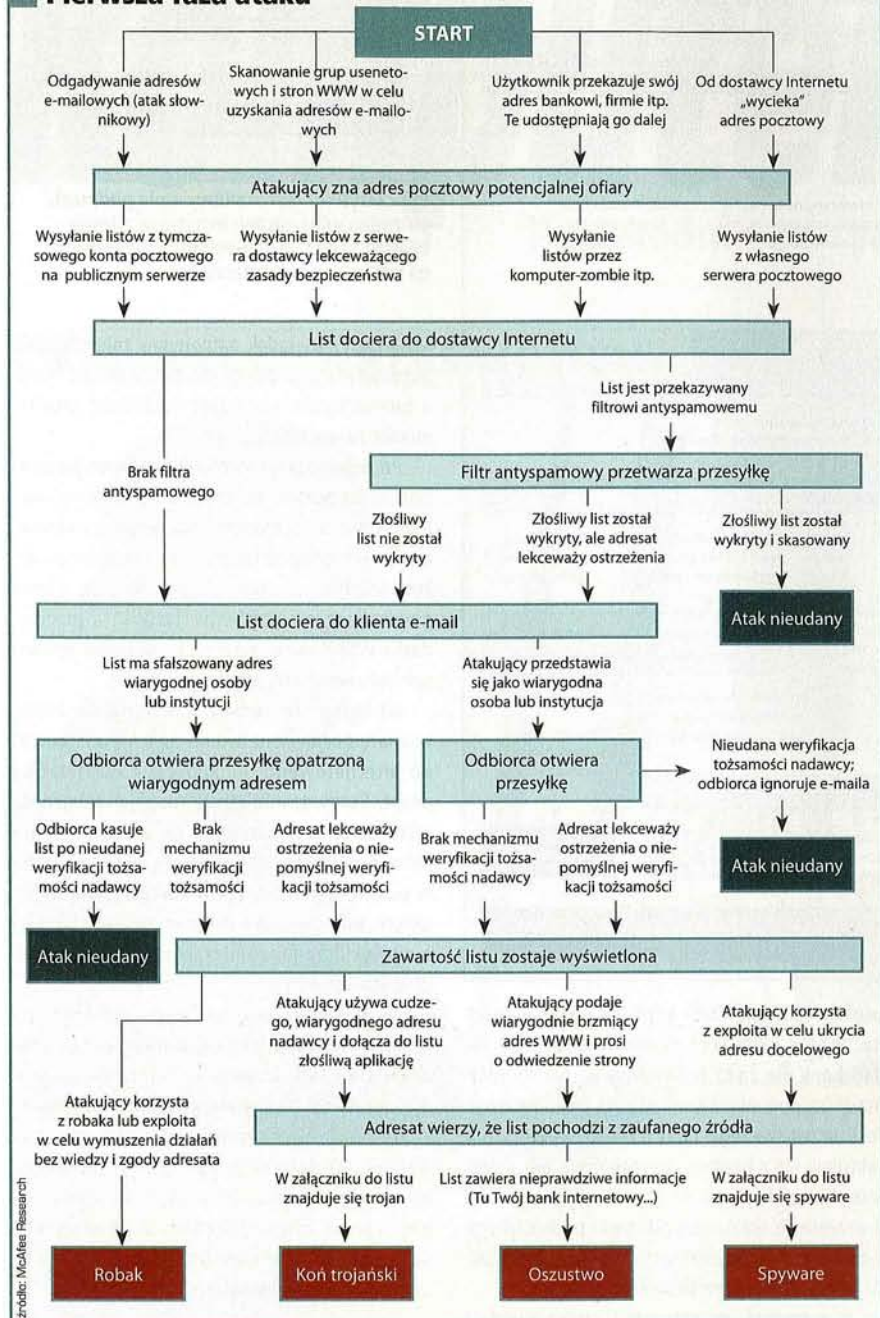 Pierwsza faza ataku
START
Odgadywanie adresów
e-mailowych (atak słow-
nikowy)
Skanowanie grup useneto-
wych i stron WWW w celu
uzyskania adresów e-mailo-
wych
Użytkownik przekazuje swój
adres bankowi, firmie itp.
Te udostępniają go dalej
Od dostawcy Internetu
„wycieka”
adres pocztowy
Atakujący zna adres pocztowy potencjalnej ofiary
Wysyłanie listów z tymcza-
sowego konta pocztowego
na publicznym serwerze
Wysyłanie listów z serwe-
ra dostawcy lekceważącego
zasady bezpieczeństwa
Wysyłanie
listów przez
komputer-zombie itp.
Wysyłanie listów
z własnego
serwera pocztowego
List dociera do dostawcy Internetu
List jest przekazywany
filtrowi antyspamowemu
Brak filtra
antyspamowego
Filtr antyspamowy przetwarza przesyłkę
Złośliwy
list nie został
wykryty
Złośliwy list został
wykryty, ale adresat
lekceważy ostrzeżenia
Złośliwy list został
wykryty i skasowany
Atak nieudany
List dociera do klienta e-mail
List ma sfałszowany adres
wiarygodnej osoby
lub instytucji
Atakujący przedstawia
się jako wiarygodna
osoba lub instytucja
Odbiorca otwiera przesyłkę opatrzoną
wiarygodnym adresem
Odbiorca otwiera
przesyłkę
Nieudana weryfikacja
tożsamości nadawcy;
odbiorca ignoruje e-maila
Odbiorca kasuje
list po nieudanej
weryfikacji tożsa-
mości nadawcy
Brak
mechanizmu
weryfikacji
tożsamości
Adresat lekceważy
ostrzeżenia o nie-
pomyślnej weryfi-
kacji tożsamości
Brak mechanizmu
weryfikacji tożsa-
mości nadawcy
Adresat lekceważy
ostrzeżenia o nie-
pomyślnej weryfi-
kacji tożsamości
Atak nieudany
Atak nieudany
Zawartość listu zostaje wyświetlona
Atakujący używa cudze-
go, wiarygodnego adresu
nadawcy i dołącza do listu
złośliwą aplikację
Atakujący podaje
wiarygodnie brzmiący
adres WWW i prosi
o odwiedzenie strony
Atakujący korzysta
z exploita w celu ukrycia
adresu docelowego
Atakujący korzysta
z robaka lub exploita
w celu wymuszenia działań
bez wiedzy i zgody adresata
Adresat wierzy, że list pochodzi z zaufanego źródła
W załączniku do listu
znajduje się trojan
List zawiera nieprawdziwe informacje
(Tu Twój bank internetowy...)
W załączniku do listu
znajduje się spyware
Robak
Koń trojański
Oszustwo
Spyware
źródło: McAfee Research